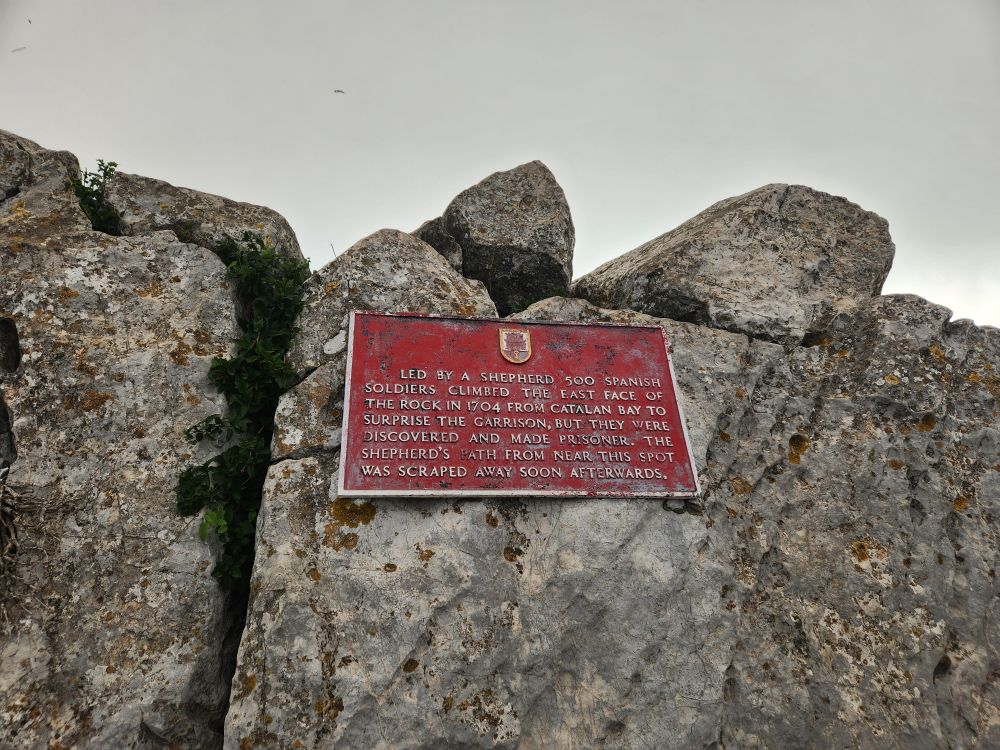 LED BY A SHEPHERD 500 SPANISH
SOLDIERS CLIMBED THE EAST FACE OF
THE ROCK IN 1704 FROM CATALAN BAY TO
SURPRISE THE GARRISON, BUT THEY WERE
DISCOVERED AND MADE PRISONER. THE
SHEPHERD'S PATH FROM NEAR THIS SPOT
WAS SCRAPED AWAY SOON AFTERWARDS.